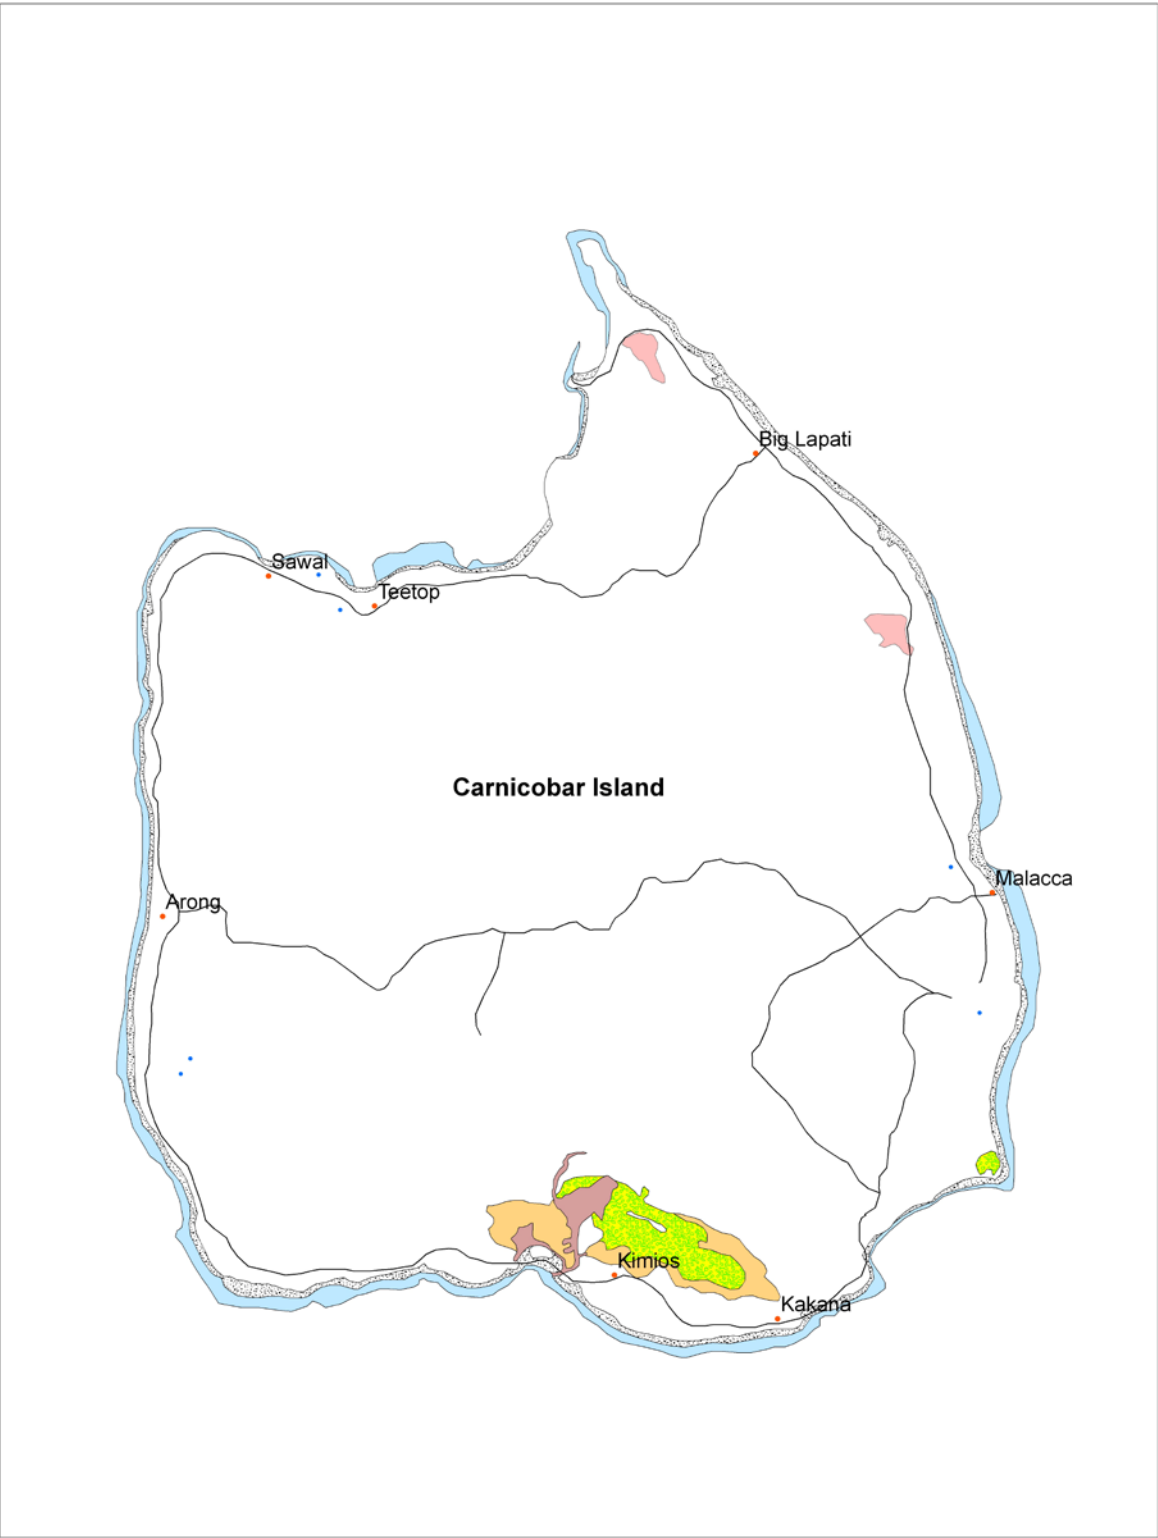 Big Lapati
Sawal
Teetop
Carnicobar Island
Malacca
Arong
Kimios
Kakana